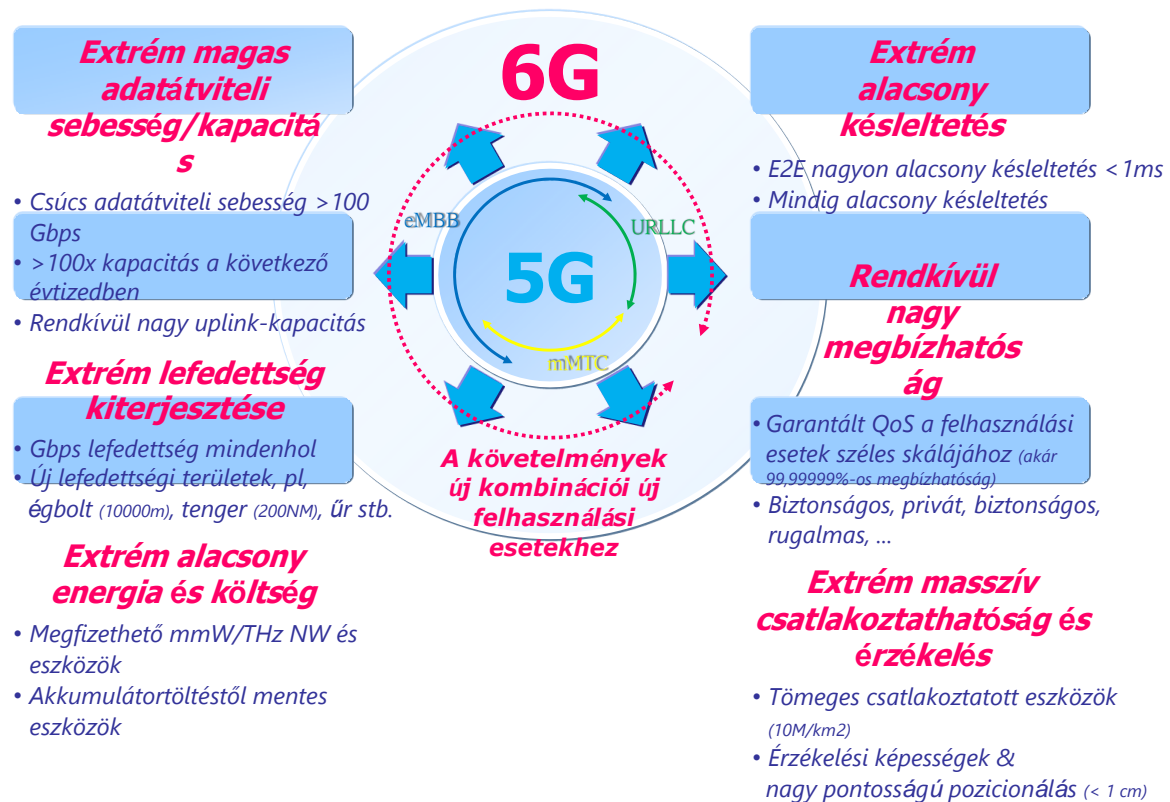 Extrém magas
adatátviteli
sebesség/kapacitá
s
• Csúcs adatátviteli sebesség >100
Gbps
• >100x kapacitás a következő
évtizedben
• Rendkívül nagy uplink-kapacitás
Extrém lefedettség
kiterjesztése
• Gbps lefedettség mindenhol
• Új lefedettségi területek, pl,
égbolt (10000m), tenger (200NM), űr stb.
Extrém alacsony
energia és költség
• Megfizethető mmW/THz NW és
eszközök
• Akkumulátortöltéstől mentes
eszközök
6G
eMBB
URLLC
5G
mMTC
A követelmények
új kombinációi új
felhasználási
esetekhez
Extrém
alacsony
késleltetés
• E2E nagyon alacsony késleltetés <1ms
• Mindig alacsony késleltetés
Rendkívül
nagy
megbízhatós
ág
• Garantált QoS a felhasználási
esetek széles skálájához (akár
99,99999%-os megbízhatóság)
• Biztonságos, privát, biztonságos,
rugalmas, ...
Extrém masszív
csatlakoztathatóság és
érzékelés
• Tömeges csatlakoztatott eszközök
(10M/km2)
• Érzékelési képességek &
nagy pontosságú pozicionálás (< 1 cm)